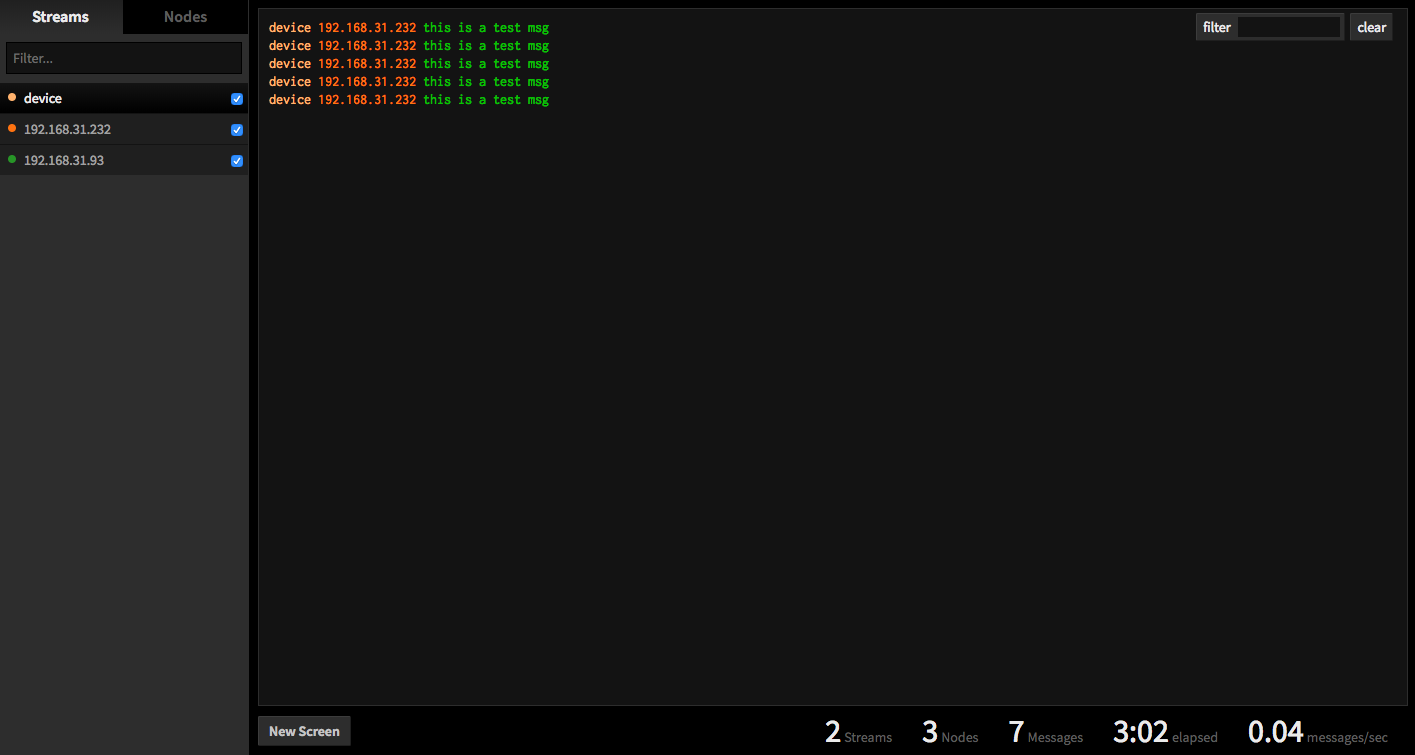 Streams Nodes
Filter...
device
192.168.31.232
192.168.31.93
device 192.168.31.232 this is a test msg
device 192.168.31.232 this is a test msg
device 192.168.31.232 this is a test msg
device 192.168.31.232 this is a test msg
device 192.168.31.232 this is a test msg
filter clear
New Screen
2 Streams 3 Nodes 7 Messages 3:02 elapsed 0.04 messages/sec